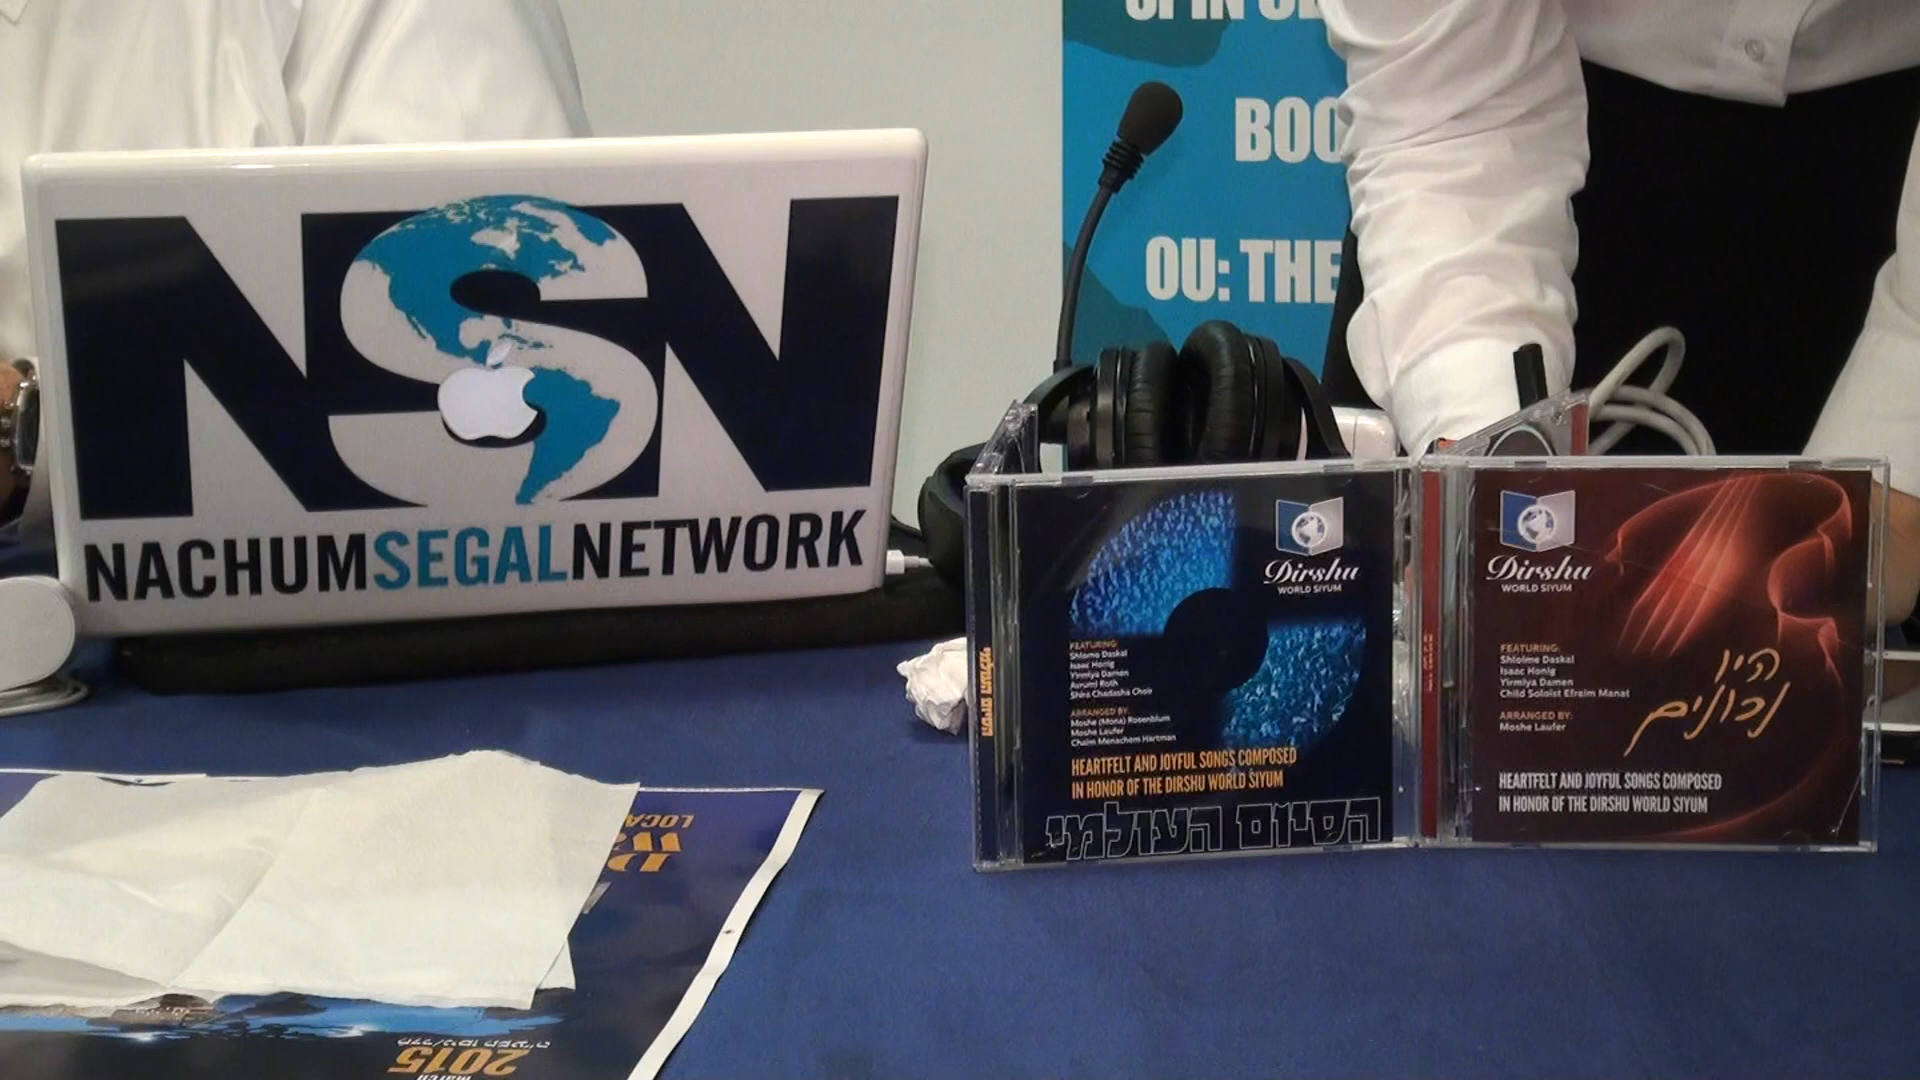 NSN
NACHUMSEGALNETWORK
BOO
OU: THE
Dirshu
WORLD SIYUM
FEATURING:
Shlomo Daskal
Isaac Honig
Yirmiya Damen
Avrumi Roth
Shira Chadasha Choir
ARRANGED BY:
Moshe (Mona) Rosenblum
Moshe Laufer
Chaim Menachem Hartman
HEARTFELT AND JOYFUL SONGS COMPOSED
IN HONOR OF THE DIRSHU WORLD SIYUM
הסיום העולמי
Dirshu
WORLD SIYUM
FEATURING:
Shloime Daskal
Isaac Honig
Yirmiya Damen
Child Soloist Efraim Manat
ARRANGED BY:
Moshe Laufer
היו
נכונים
HEARTFELT AND JOYFUL SONGS COMPOSED
IN HONOR OF THE DIRSHU WORLD SIYUM
LOCA
March
2015